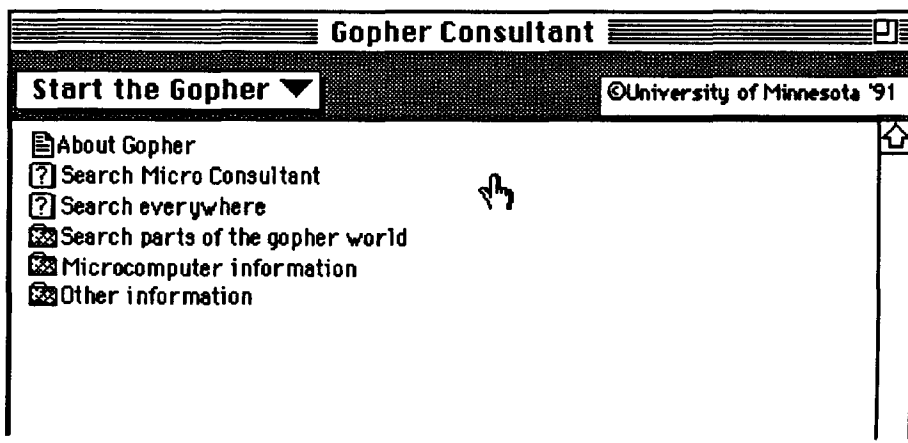 Gopher Consultant
Start the Gopher
©University of Minnesota '91
About Gopher
? Search Micro Consultant
? Search everywhere
Search parts of the gopher world
Microcomputer information
Other information